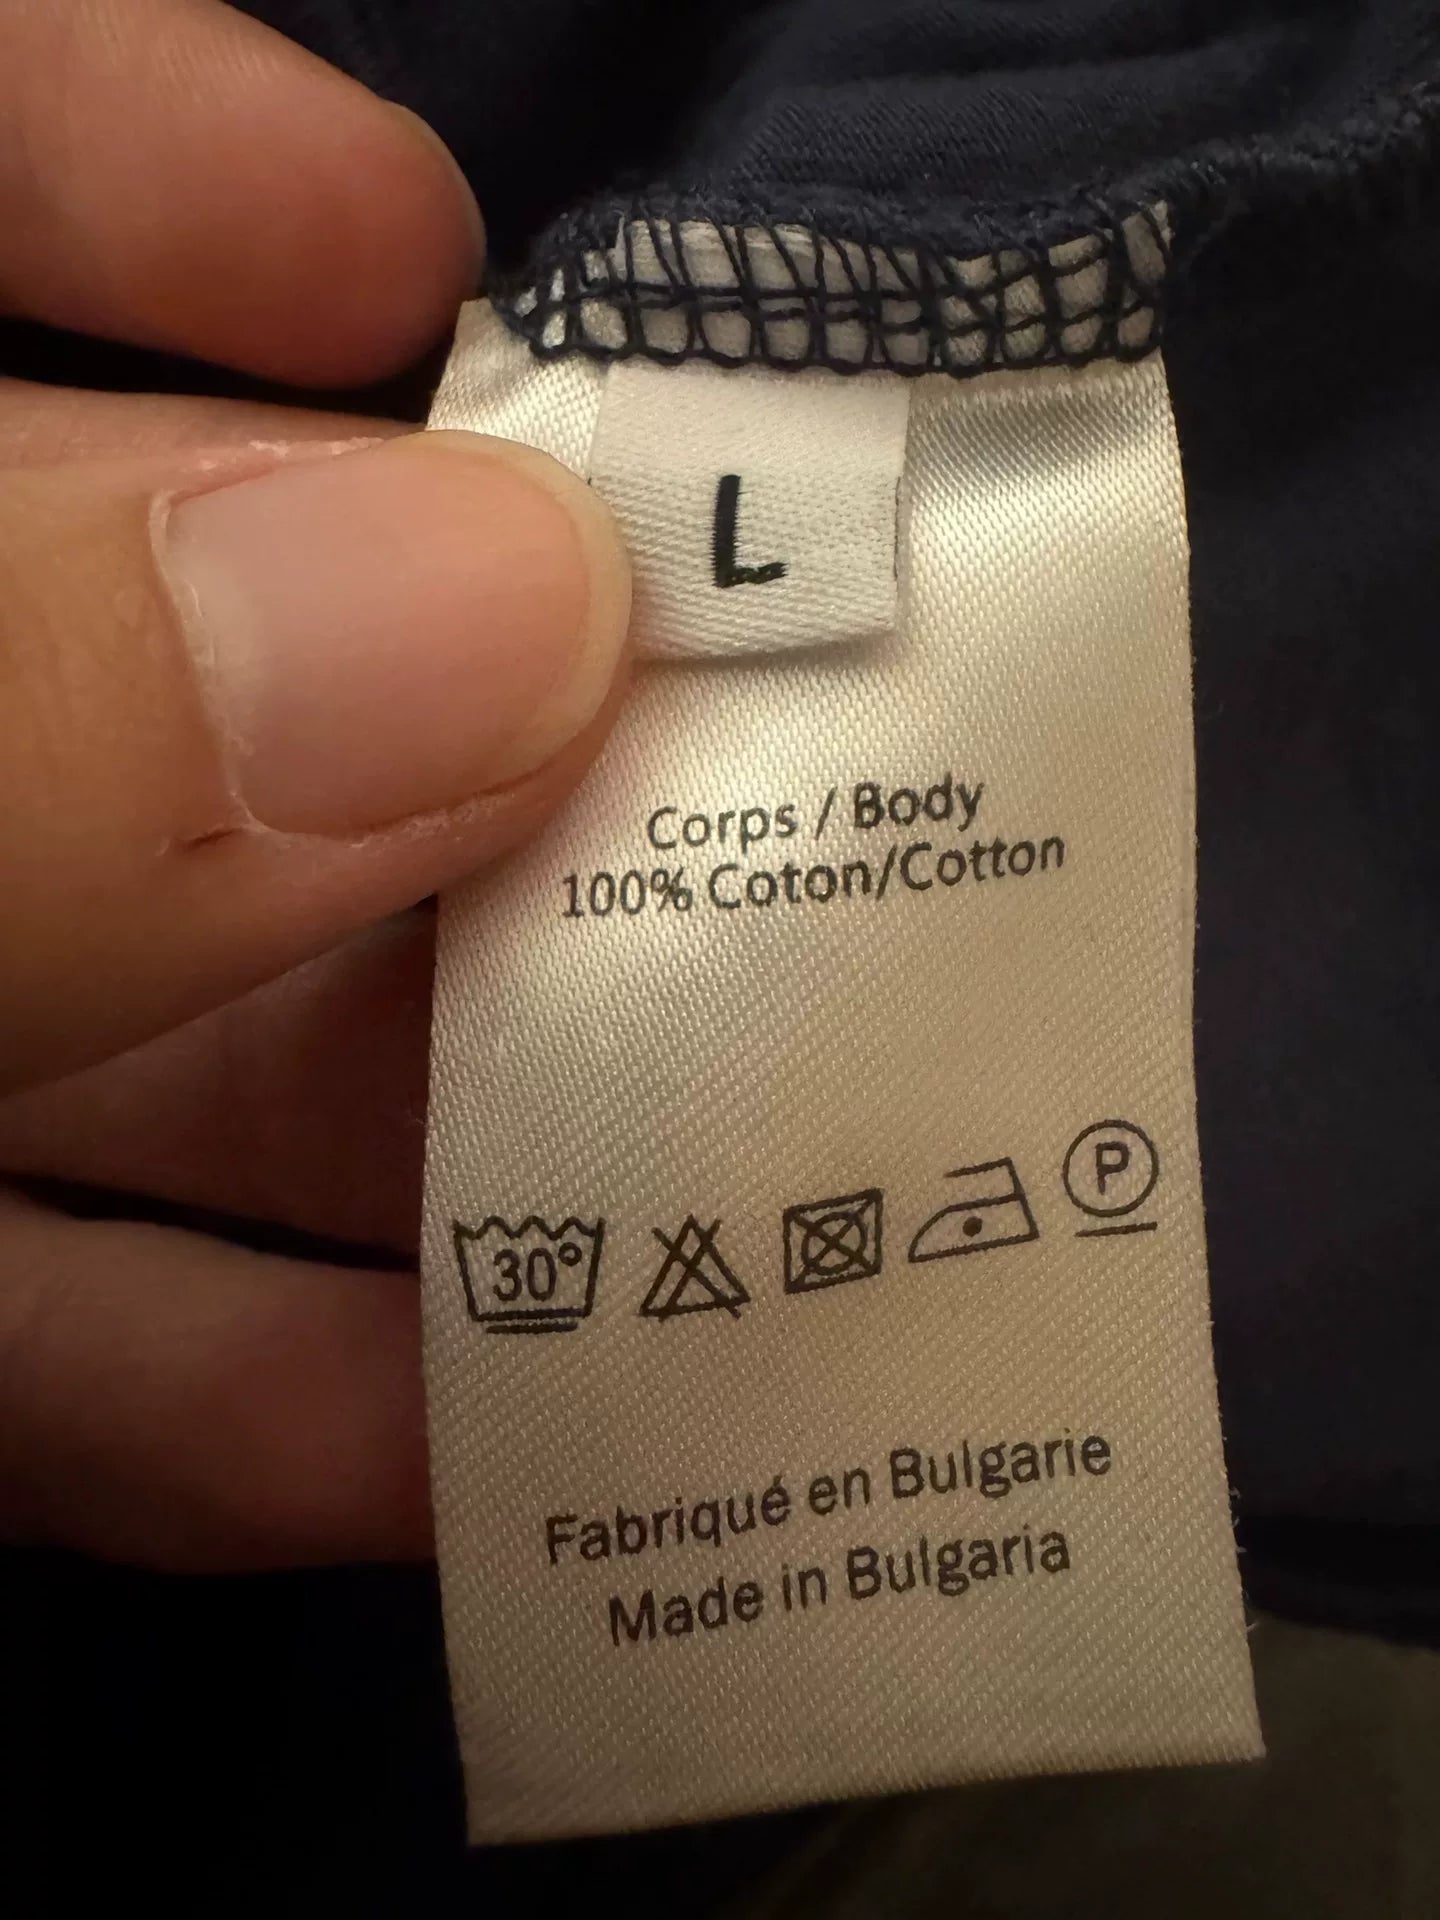 L
Corps / Body
100% Coton/Cotton
30° P
Fabriqué en Bulgarie
Made in Bulgaria